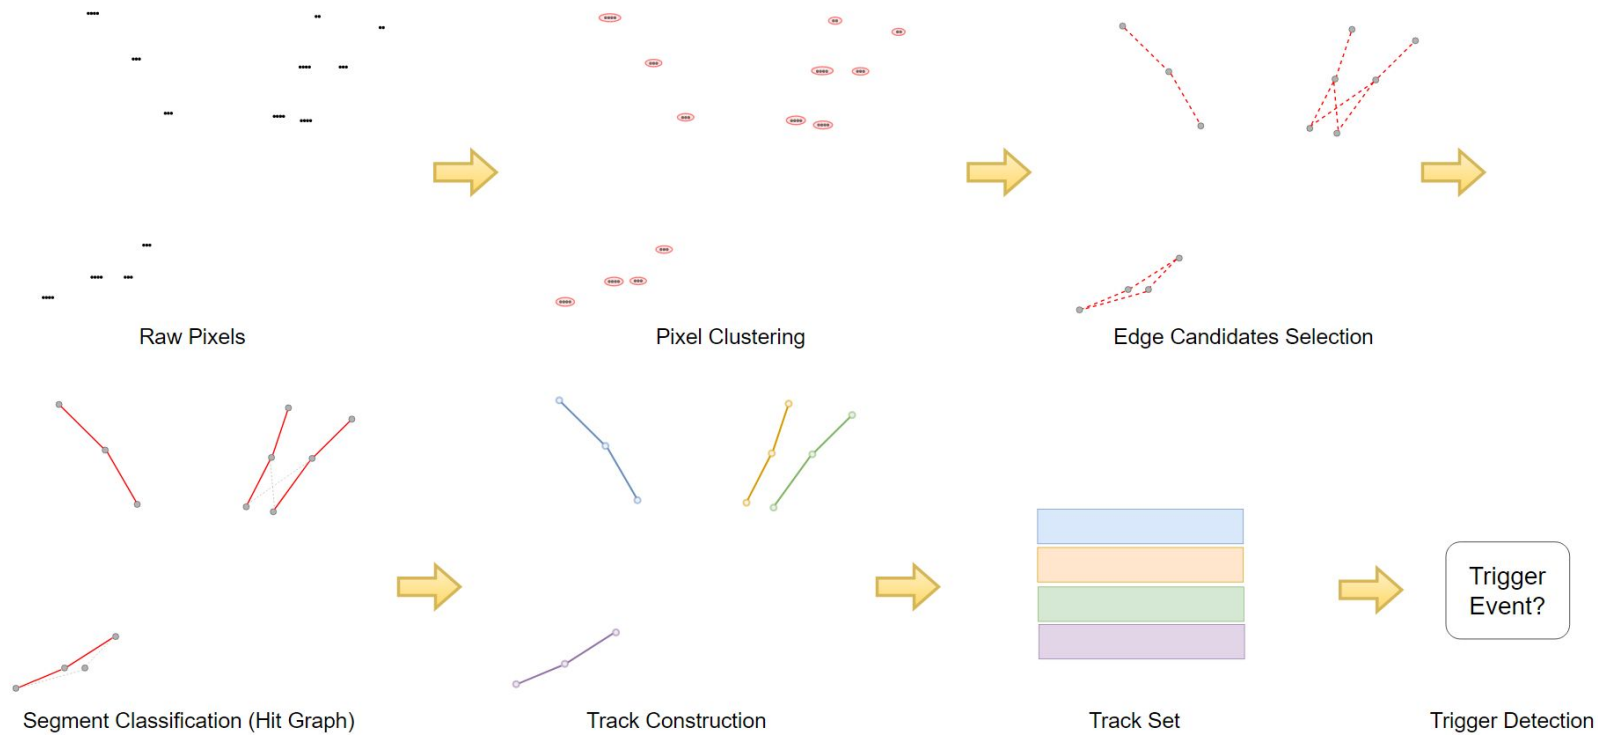 Raw Pixels
Pixel Clustering
Edge Candidates Selection
Segment Classification (Hit Graph)
Track Construction
Track Set
Trigger
Event?
Trigger Detection